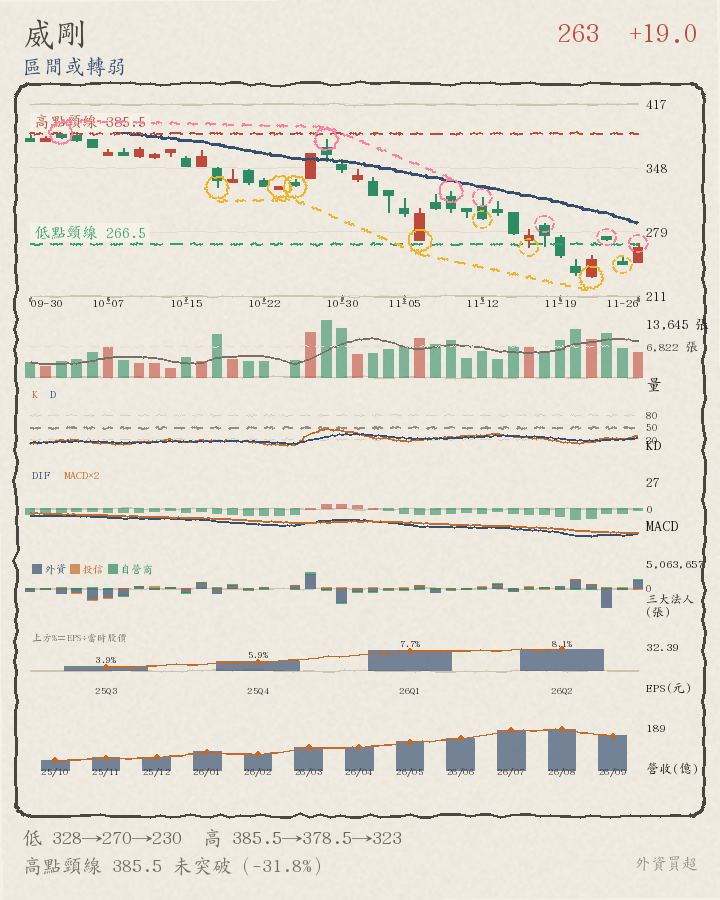 威剛
263 +19.0
區間或轉弱
417
高點頸線 385.5
348
低點頸線 266.5
279
211
09-30 10-07 10-15 10-22 10-30 11-05 11-12 11-19 11-26
13,645 張
6,822 張
量
K D
80
50
20
KD
DIF MACD×2
27
0
MACD
外資 投信 自營商
5,063,657
0
三大法人
(張)
上方%=EPS÷當時股價
3.9% 5.9% 7.7% 8.1%
32.39
25Q3 25Q4 26Q1 26Q2
EPS(元)
189
25/10 25/11 25/12 26/01 26/02 26/03 26/04 26/05 26/06 26/07 26/08 26/09
營收(億)
低 328→270→230 高 385.5→378.5→323
高點頸線 385.5 未突破 (-31.8%)
外資買超